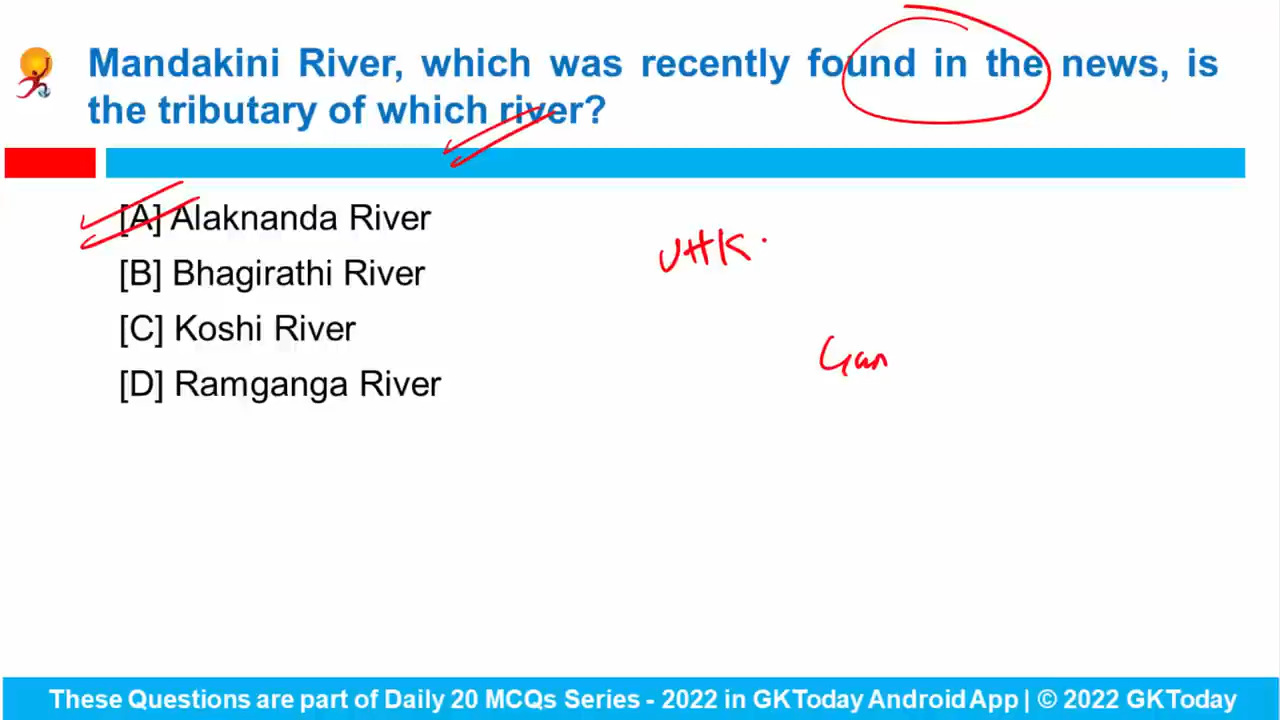 Mandakini River, which was recently found in the news, is
the tributary of which river?
[A] Alaknanda River
[B] Bhagirathi River
[C] Koshi River
[D] Ramganga River
UHK.
Gan
These Questions are part of Daily 20 MCQs Series - 2022 in GKToday Android App | © 2022 GKToday